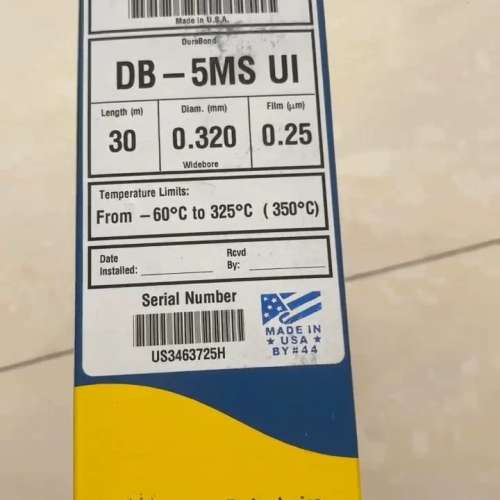 Made in U.S.A.
DuraBond
DB-5MS UI
Length (m) Diam. (mm) Film (µm)
30 0.320 0.25
Widebore
Temperature Limits:
From -60°C to 325°C (350°C)
Date Installed: Rcvd By:
Serial Number
US3463725H
MADE IN
★ USA ★
BY#44